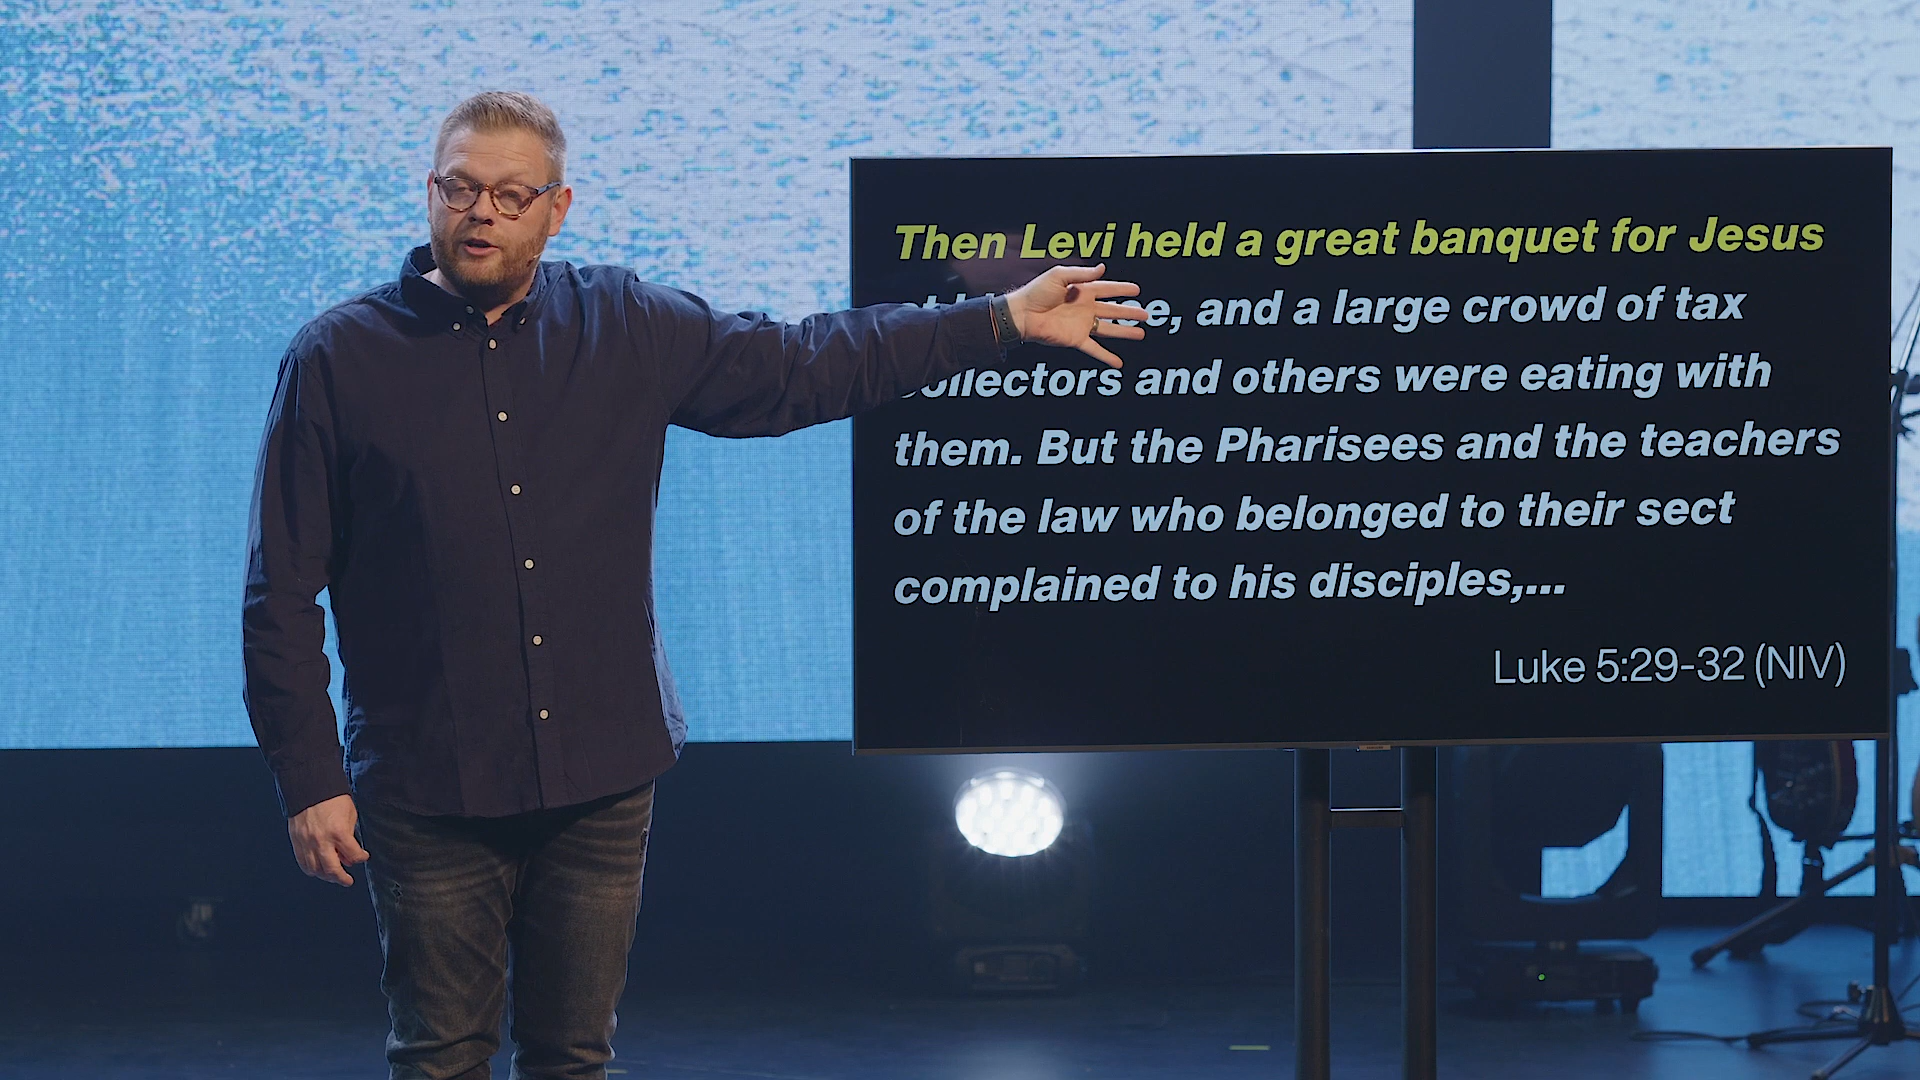 Then Levi held a great banquet for Jesus
and a large crowd of tax
collectors and others were eating with
them. But the Pharisees and the teachers
of the law who belonged to their sect
complained to his disciples,...
Luke 5:29-32 (NIV)